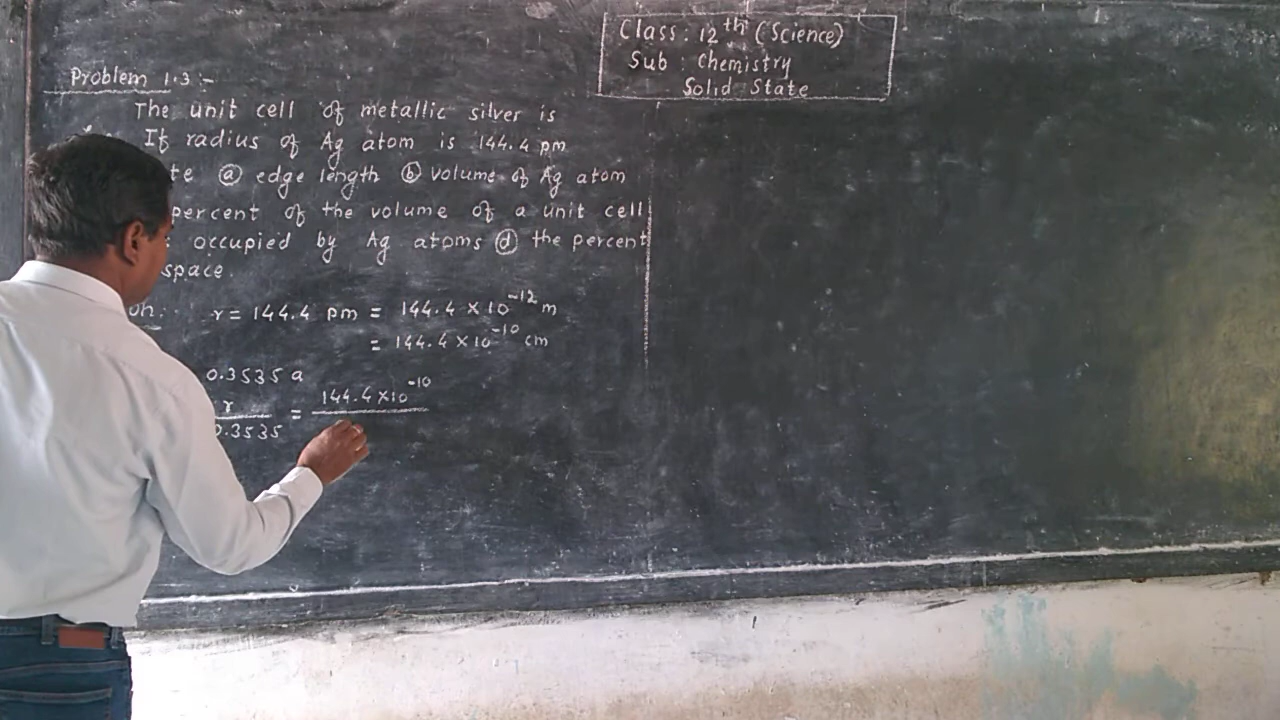 Class : 12th (Science)
Sub : Chemistry
Solid State
Problem 1.3 :-
The unit cell of metallic silver is
If radius of Ag atom is 144.4 pm
te ⓐ edge length ⓑ volume of Ag atom
percent of the volume of a unit cell
occupied by Ag atoms ⓓ the percent
space.
r = 144.4 pm = 144.4 × 10⁻¹² m
= 144.4 × 10⁻¹⁰ cm
0.3535 a
r / 0.3535 = 144.4 × 10⁻¹⁰